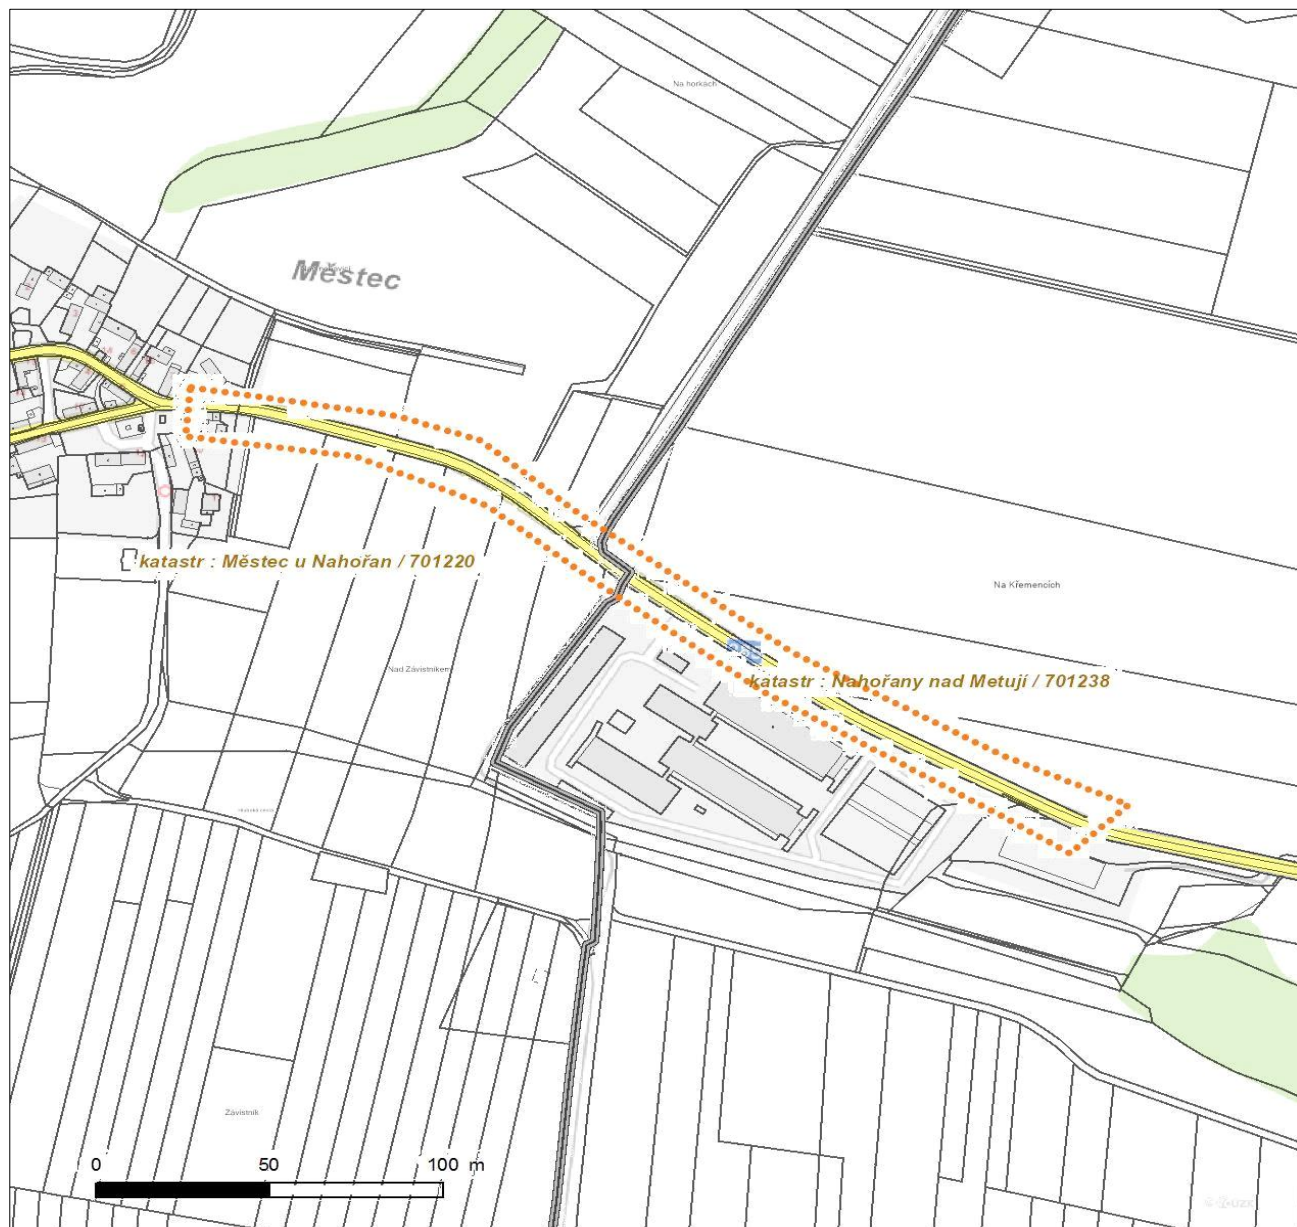 Na horkách
Městec
katastr : Městec u Nahořan / 701220
Na Křemencích
Nad Závistníkem
katastr : Nahořany nad Metují / 701238
Závistník
0 50 100 m